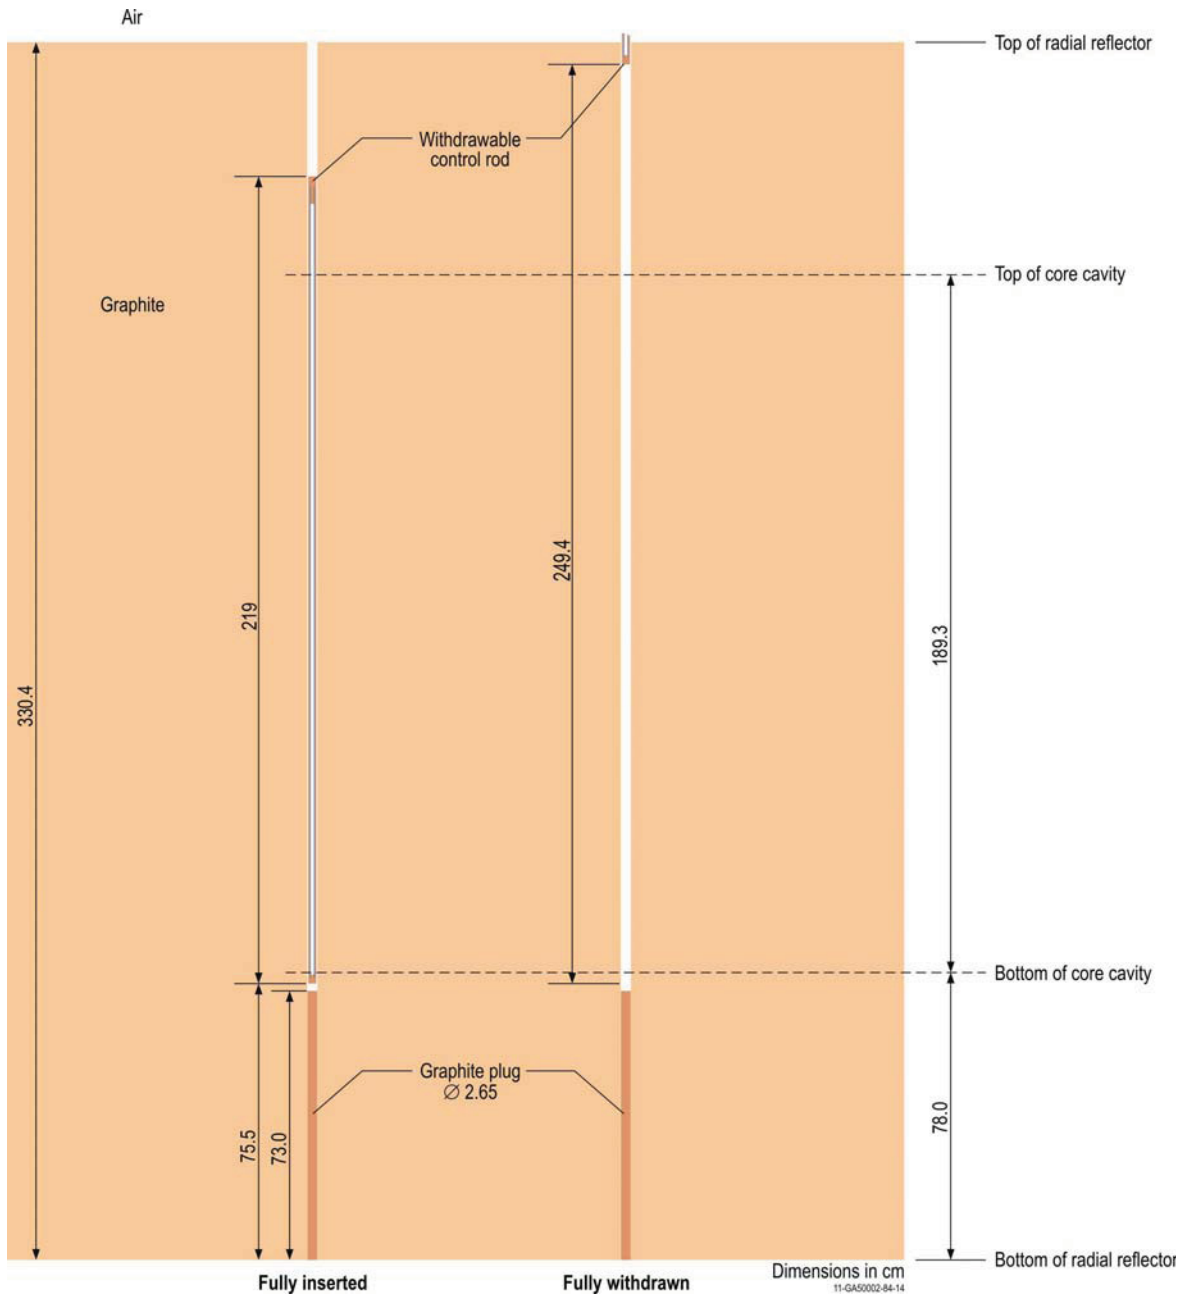 Air
Top of radial reflector
Withdrawable
control rod
Top of core cavity
Graphite
249.4
219
189.3
330.4
Bottom of core cavity
Graphite plug
∅ 2.65
75.5
73.0
78.0
Bottom of radial reflector
Fully inserted
Fully withdrawn
Dimensions in cm
11-GA50002-84-14